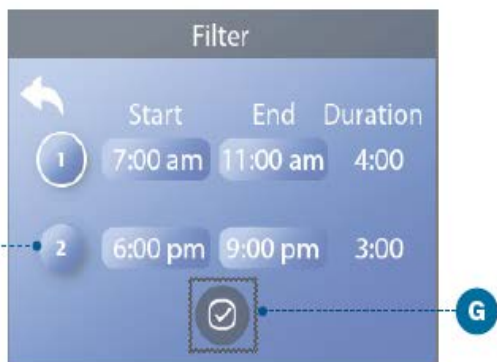 Filter
Start End Duration
1 7:00 am 11:00 am 4:00
2 6:00 pm 9:00 pm 3:00
G